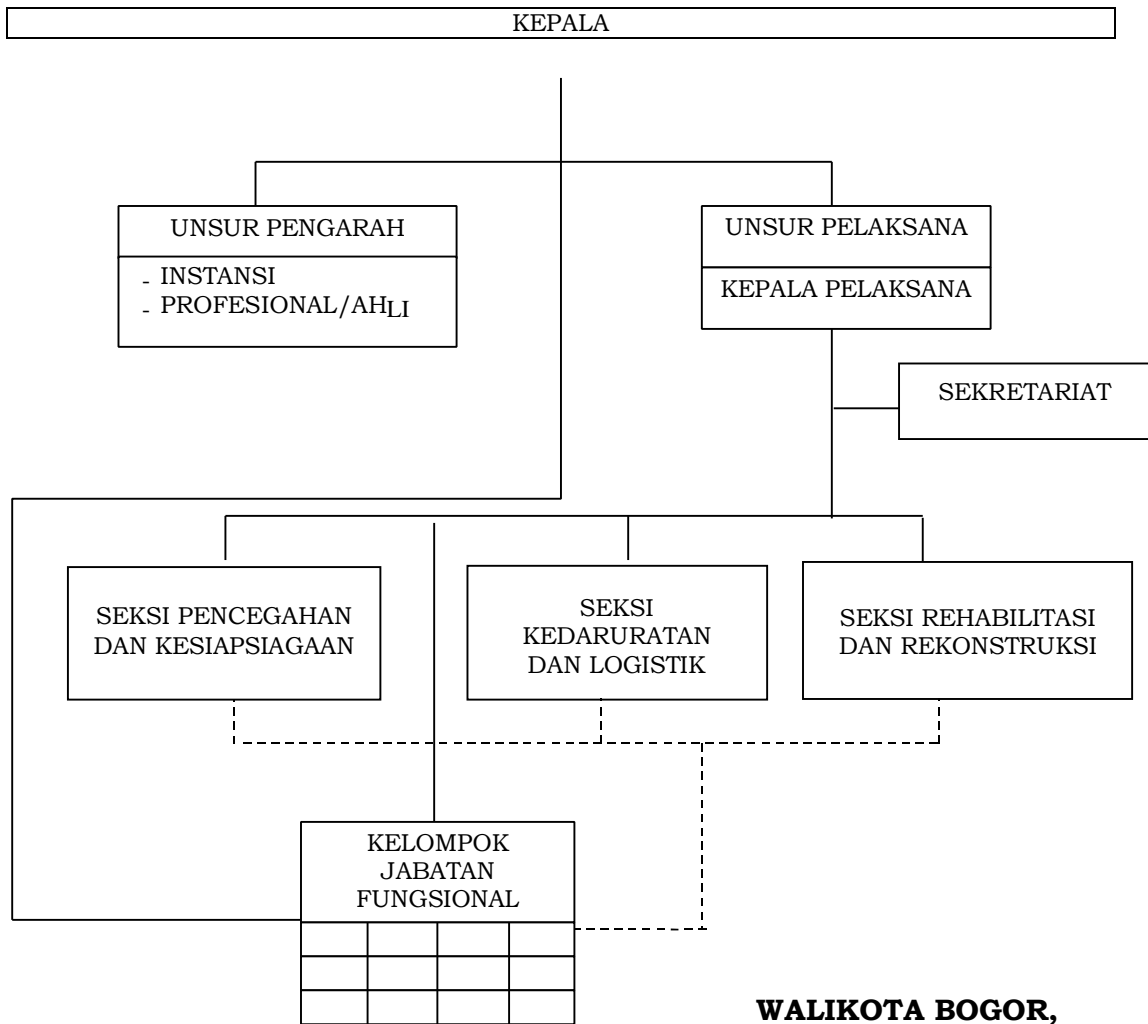 KEPALA
UNSUR PENGARAH
- INSTANSI
- PROFESIONAL/AHLI
UNSUR PELAKSANA
KEPALA PELAKSANA
SEKRETARIAT
SEKSI PENCEGAHAN
DAN KESIAPSIAGAAN
SEKSI
KEDARURATAN
DAN LOGISTIK
SEKSI REHABILITASI
DAN REKONSTRUKSI
KELOMPOK
JABATAN
FUNGSIONAL
WALIKOTA BOGOR,